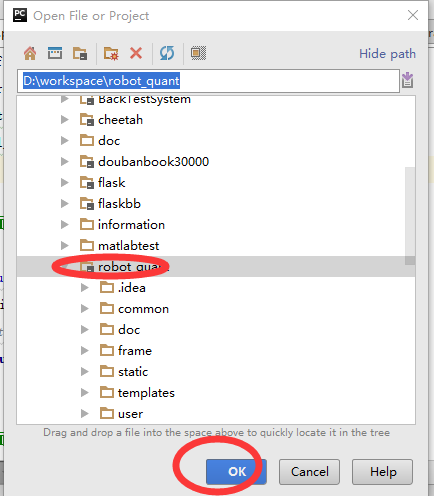 PC
Open File or Project
Hide path
D:\workspace\robot_quant
BackTestSystem
cheetah
doc
doubanbook30000
flask
flaskbb
information
matlabtest
robot_quant
.idea
common
doc
frame
static
templates
user
Drag and drop a file into the space above to quickly locate it in the tree
OK Cancel Help